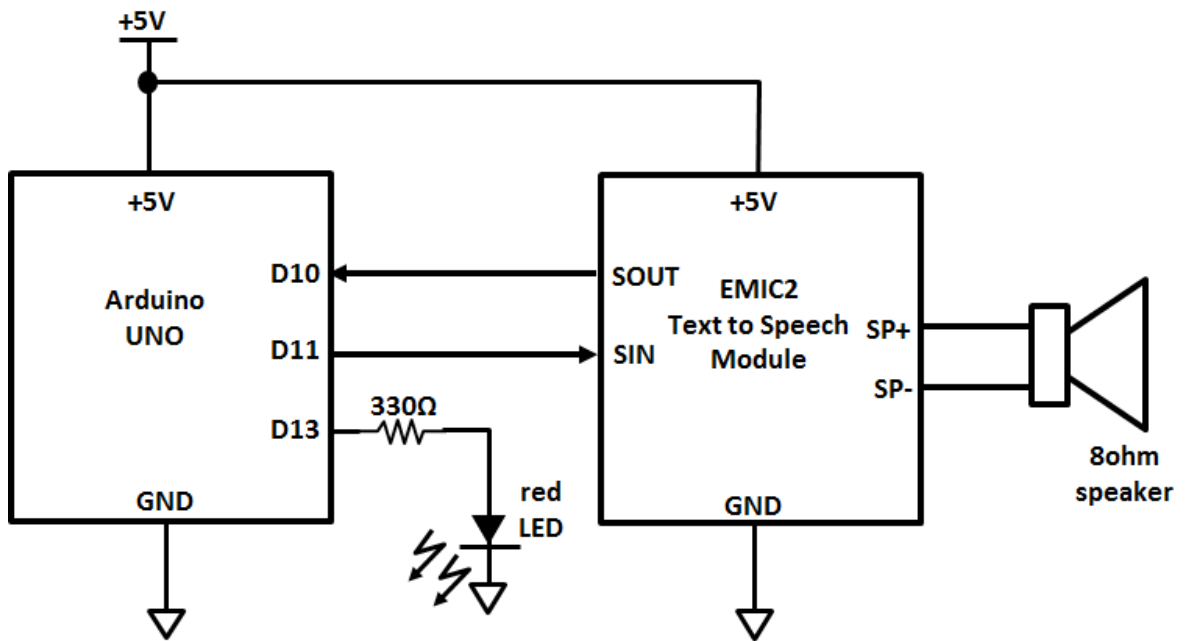 +5V
+5V
+5V
D10
SOUT
Arduino
UNO
EMIC2
Text to Speech
Module
SP+
D11
SIN
SP-
330Ω
D13
8ohm
speaker
GND
red
LED
GND